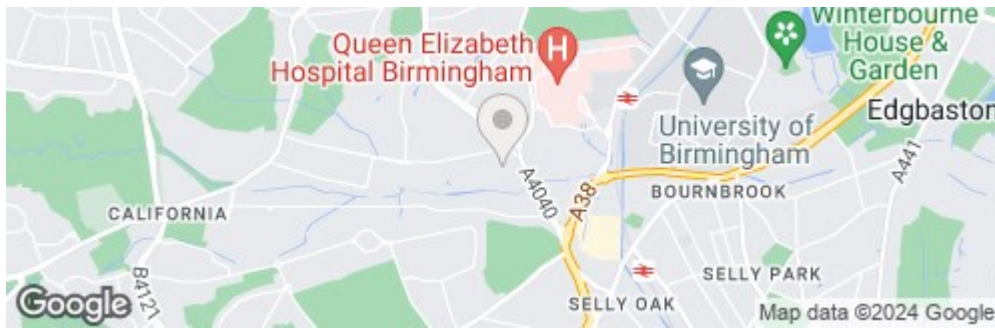 Winterbourne
House &
Garden
Queen Elizabeth
Hospital Birmingham
H
Edgbaston
University of
Birmingham
A441
A4040
A38
BOURNBROOK
CALIFORNIA
B4121
SELLY PARK
SELLY OAK
Google
Map data ©2024 Google